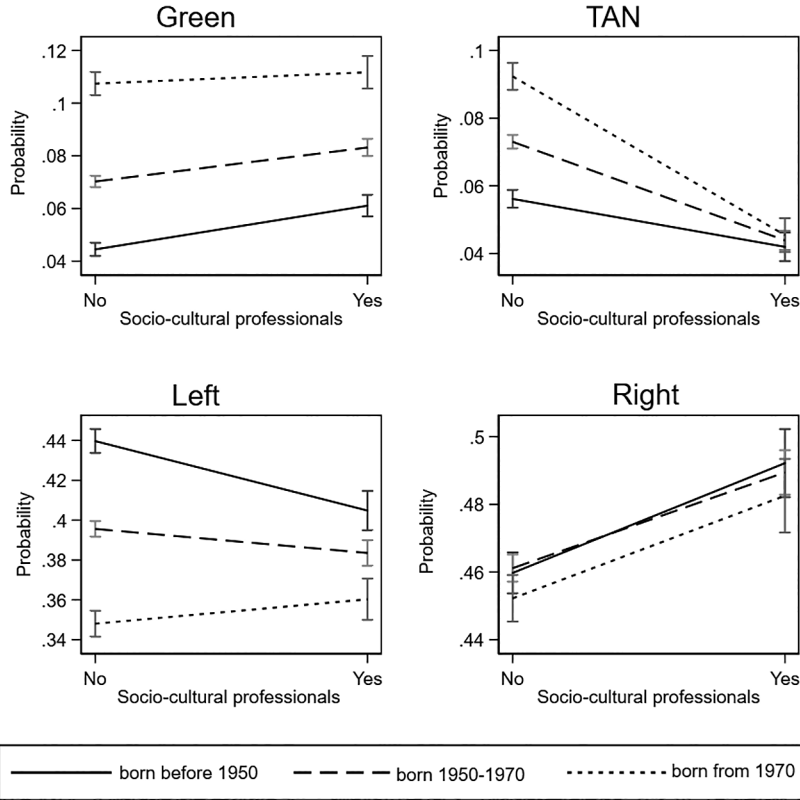 Green
TAN
.12
.1
.08
.06
.04
Probability
No
Yes
Socio-cultural professionals
.1
.08
.06
.04
Probability
No
Yes
Socio-cultural professionals
Left
Right
.44
.42
.4
.38
.36
.34
Probability
No
Yes
Socio-cultural professionals
.5
.48
.46
.44
Probability
No
Yes
Socio-cultural professionals
born before 1950
born 1950-1970
born from 1970